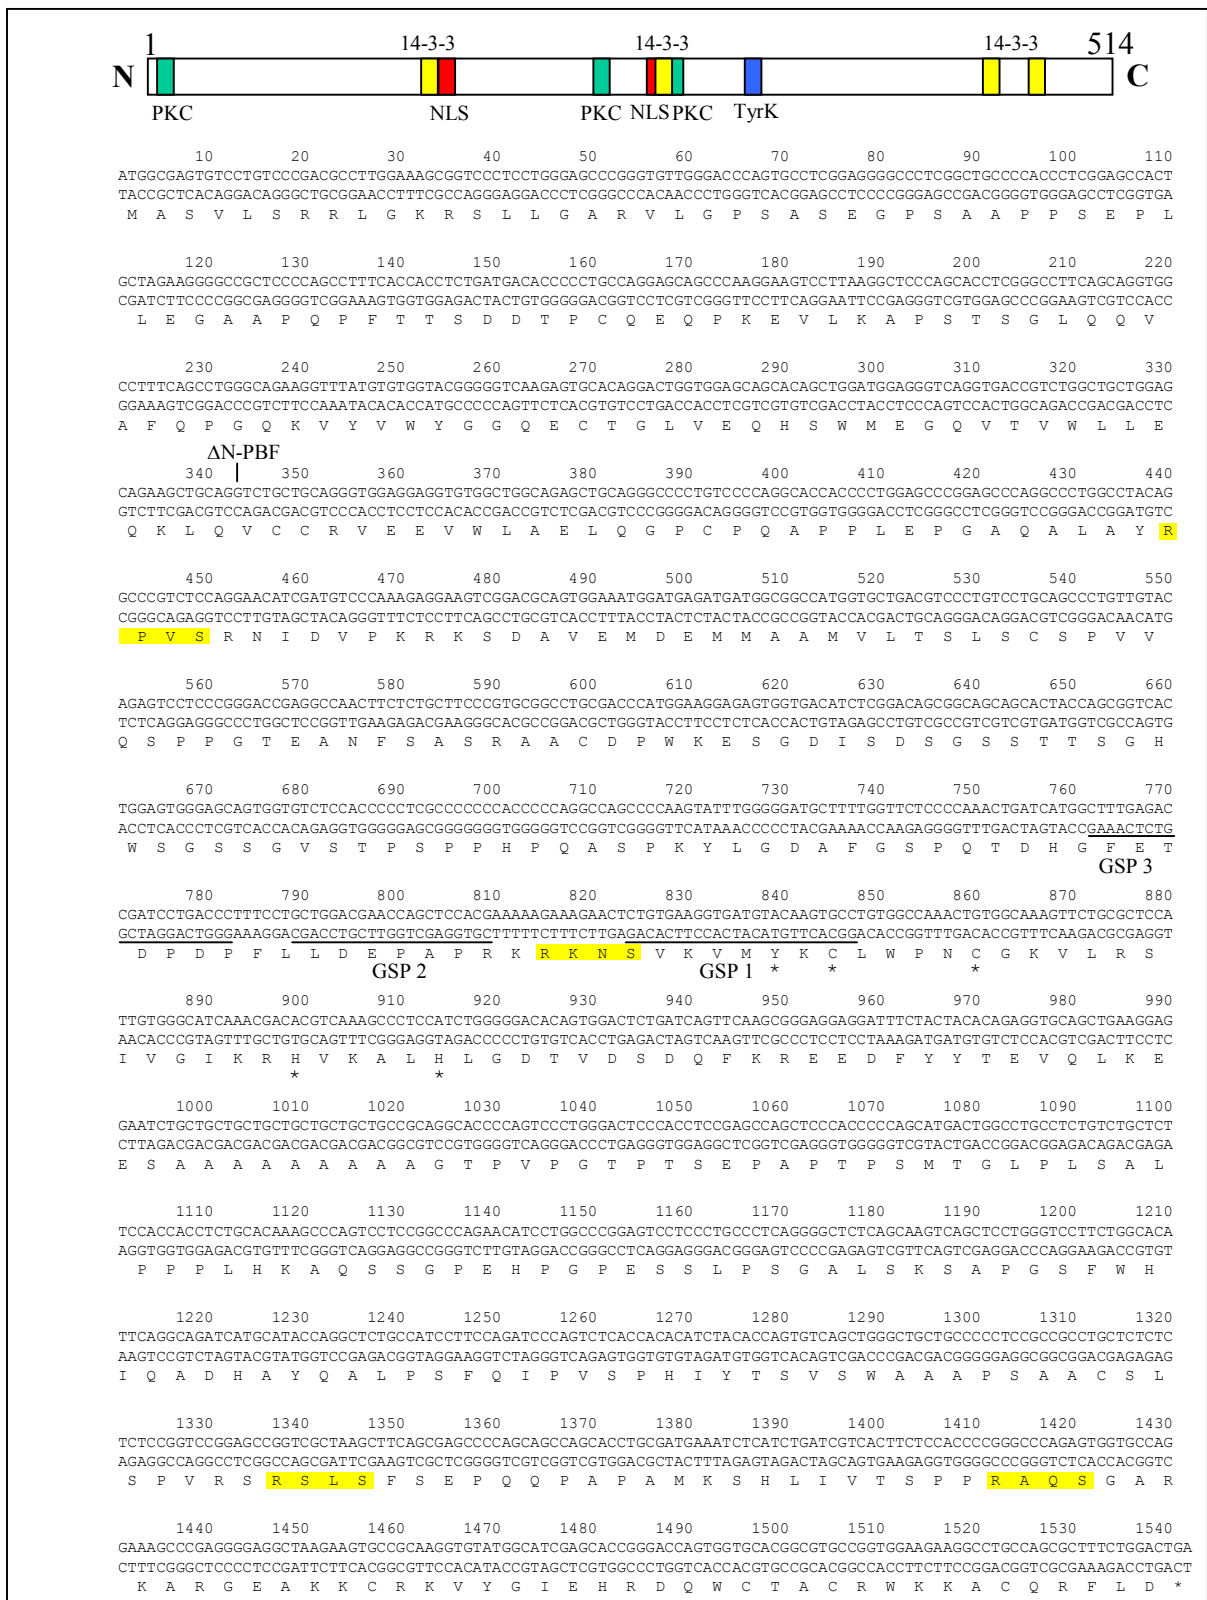 1 14-3-3 14-3-3 14-3-3 514
N C
PKC NLS PKC NLS PKC TyrK
10 20 30 40 50 60 70 80 90 100 110
ATGGCGAGTGTCCTGTCCCGACGCCTTGGAAAGCGGTCCCTCCTGGGAGCCCGGGTGTTGGGACCCAGTGCCTCGGAGGGGCCCTCGGCTGCCCCACCCTCGGAGCCACT
TACCGCTCACAGGACAGGGCTGCGGAACCTTTCGCCAGGGAGGACCCTCGGGCCCACAACCCTGGGTCACGGAGCCTCCCCGGGAGCCGACGGGGTGGGAGCCTCGGTGA
M A S V L S R R L G K R S L L G A R V L G P S A S E G P S A A P P S E P L
120 130 140 150 160 170 180 190 200 210 220
GCTAGAAGGGGCCGCTCCCCAGCCTTTCACCACCTCTGATGACACCCCCTGCCAGGAGCAGCCCAAGGAAGTCCTTAAGGCTCCCAGCACCTCGGGCCTTCAGCAGGTGG
CGATCTTCCCCGGCGAGGGGTCGGAAAGTGGTGGAGACTACTGTGGGGGACGGTCCTCGTCGGGTTCCTTCAGGAATTCCGAGGGTCGTGGAGCCCGGAAGTCGTCCACC
L E G A A P Q P F T T S D D T P C Q E Q P K E V L K A P S T S G L Q Q V
230 240 250 260 270 280 290 300 310 320 330
CCTTTCAGCCTGGGCAGAAGGTTTATGTGTGGTACGGGGGTCAAGAGTGCACAGGACTGGTGGAGCAGCACAGCTGGATGGAGGGTCAGGTGACCGTCTGGCTGCTGGAG
GGAAAGTCGGACCCGTCTTCCAAATACACACCATGCCCCCAGTTCTCACGTGTCCTGACCACCTCGTCGTGTCGACCTACCTCCCAGTCCACTGGCAGACCGACGACCTC
A F Q P G Q K V Y V W Y G G Q E C T G L V E Q H S W M E G Q V T V W L L E
ΔN-PBF
340 350 360 370 380 390 400 410 420 430 440
CAGAAGCTGCAGGTCTGCTGCAGGGTGGAGGAGGTGTGGCTGGCAGAGCTGCAGGGCCCCTGTCCCCAGGCACCACCCCTGGAGCCCGGAGCCCAGGCCCTGGCCTACAG
GTCTTCGACGTCCAGACGACGTCCCACCTCCTCCACACCGACCGTCTCGACGTCCCGGGGACAGGGGTCCGTGGTGGGGACCTCGGGCCTCGGGTCCGGGACCGGATGTC
Q K L Q V C C R V E E V W L A E L Q G P C P Q A P P L E P G A Q A L A Y R
450 460 470 480 490 500 510 520 530 540 550
GCCCGTCTCCAGGAACATCGATGTCCCAAAGAGGAAGTCGGACGCAGTGGAAATGGATGAGATGATGGCGGCCATGGTGCTGACGTCCCTGTCCTGCAGCCCTGTTGTAC
CGGGCAGAGGTCCTTGTAGCTACAGGGTTTCTCCTTCAGCCTGCGTCACCTTTACCTACTCTACTACCGCCGGTACCACGACTGCAGGGACAGGACGTCGGGACAACATG
P V S R N I D V P K R K S D A V E M D E M M A A M V L T S L S C S P V V
560 570 580 590 600 610 620 630 640 650 660
AGAGTCCTCCCGGGACCGAGGCCAACTTCTCTGCTTCCCGTGCGGCCTGCGACCCATGGAAGGAGAGTGGTGACATCTCGGACAGCGGCAGCAGCACTACCAGCGGTCAC
TCTCAGGAGGGCCCTGGCTCCGGTTGAAGAGACGAAGGGCACGCCGGACGCTGGGTACCTTCCTCTCACCACTGTAGAGCCTGTCGCCGTCGTCGTGATGGTCGCCAGTG
Q S P P G T E A N F S A S R A A C D P W K E S G D I S D S G S S T T S G H
670 680 690 700 710 720 730 740 750 760 770
TGGAGTGGGAGCAGTGGTGTCTCCACCCCCTCGCCCCCCCACCCCCAGGCCAGCCCCAAGTATTTGGGGGATGCTTTTGGTTCTCCCCAAACTGATCATGGCTTTGAGAC
ACCTCACCCTCGTCACCACAGAGGTGGGGGAGCGGGGGGGTGGGGGTCCGGTCGGGGTTCATAAACCCCCTACGAAAACCAAGAGGGGTTTGACTAGTACCGAAACTCTG
W S G S S G V S T P S P P H P Q A S P K Y L G D A F G S P Q T D H G F E T
GSP 3
780 790 800 810 820 830 840 850 860 870 880
CGATCCTGACCCTTTCCTGCTGGACGAACCAGCTCCACGAAAAAGAAAGAACTCTGTGAAGGTGATGTACAAGTGCCTGTGGCCAAACTGTGGCAAAGTTCTGCGCTCCA
GCTAGGACTGGGAAAGGACGACCTGCTTGGTCGAGGTGCTTTTTCTTTCTTGAGACACTTCCACTACATGTTCACGGACACCGGTTTGACACCGTTTCAAGACGCGAGGT
D P D P F L L D E P A P R K R K N S V K V M Y K C L W P N C G K V L R S
GSP 2 GSP 1 * * *
890 900 910 920 930 940 950 960 970 980 990
TTGTGGGCATCAAACGACACGTCAAAGCCCTCCATCTGGGGGACACAGTGGACTCTGATCAGTTCAAGCGGGAGGAGGATTTCTACTACACAGAGGTGCAGCTGAAGGAG
AACACCCGTAGTTTGCTGTGCAGTTTCGGGAGGTAGACCCCCTGTGTCACCTGAGACTAGTCAAGTTCGCCCTCCTCCTAAAGATGATGTGTCTCCACGTCGACTTCCTC
I V G I K R H V K A L H L G D T V D S D Q F K R E E D F Y Y T E V Q L K E
* *
1000 1010 1020 1030 1040 1050 1060 1070 1080 1090 1100
GAATCTGCTGCTGCTGCTGCTGCTGCTGCTGCCGCAGGCACCCCAGTCCCTGGGACTCCCACCTCCGAGCCAGCTCCCACCCCCAGCATGACTGGCCTGCCTCTGTCTGCTCT
CTTAGACGACGACGACGACGACGACGACGGCGTCCGTGGGGTCAGGGACCCTGAGGGTGGAGGCTCGGTCGAGGGTGGGGGTCGTACTGACCGGACGGAGACAGACGAGA
E S A A A A A A A A G T P V P G T P T S E P A P T P S M T G L P L S A L
1110 1120 1130 1140 1150 1160 1170 1180 1190 1200 1210
TCCACCACCTCTGCACAAAGCCCAGTCCTCCGGCCCAGAACATCCTGGCCCGGAGTCCTCCCTGCCCTCAGGGGCTCTCAGCAAGTCAGCTCCTGGGTCCTTCTGGCACA
AGGTGGTGGAGACGTGTTTCGGGTCAGGAGGCCGGGTCTTGTAGGACCGGGCCTCAGGAGGGACGGGAGTCCCCGAGAGTCGTTCAGTCGAGGACCCAGGAAGACCGTGT
P P P L H K A Q S S G P E H P G P E S S L P S G A L S K S A P G S F W H
1220 1230 1240 1250 1260 1270 1280 1290 1300 1310 1320
TTCAGGCAGATCATGCATACCAGGCTCTGCCATCCTTCCAGATCCCAGTCTCACCACACATCTACACCAGTGTCAGCTGGGCTGCTGCCCCCTCCGCCGCCTGCTCTCTC
AAGTCCGTCTAGTACGTATGGTCCGAGACGGTAGGAAGGTCTAGGGTCAGAGTGGTGTGTAGATGTGGTCACAGTCGACCCGACGACGGGGGAGGCGGCGGACGAGAGAG
I Q A D H A Y Q A L P S F Q I P V S P H I Y T S V S W A A A P S A A C S L
1330 1340 1350 1360 1370 1380 1390 1400 1410 1420 1430
TCTCCGGTCCGGAGCCGGTCGCTAAGCTTCAGCGAGCCCCAGCAGCCAGCACCTGCGATGAAATCTCATCTGATCGTCACTTCTCCACCCCGGGCCCAGAGTGGTGCCAG
AGAGGCCAGGCCTCGGCCAGCGATTCGAAGTCGCTCGGGGTCGTCGGTCGTGGACGCTACTTTAGAGTAGACTAGCAGTGAAGAGGTGGGGCCCGGGTCTCACCACGGTC
S P V R S R S L S F S E P Q Q P A P A M K S H L I V T S P P R A Q S G A R
1440 1450 1460 1470 1480 1490 1500 1510 1520 1530 1540
GAAAGCCCGAGGGGAGGCTAAGAAGTGCCGCAAGGTGTATGGCATCGAGCACCGGGACCAGTGGTGCACGGCGTGCCGGTGGAAGAAGGCCTGCCAGCGCTTTCTGGACTGA
CTTTCGGGCTCCCCTCCGATTCTTCACGGCGTTCCACATACCGTAGCTCGTGGCCCTGGTCACCACGTGCCGCACGGCCACCTTCTTCCGGACGGTCGCGAAAGACCTGACT
K A R G E A K K C R K V Y G I E H R D Q W C T A C R W K K A C Q R F L D *